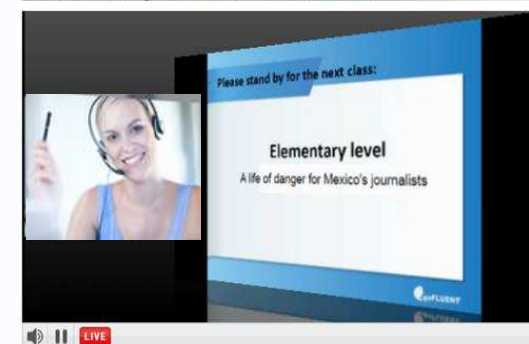 Please stand by for the next class:
Elementary level
A life of danger for Mexico's journalists
LIVE